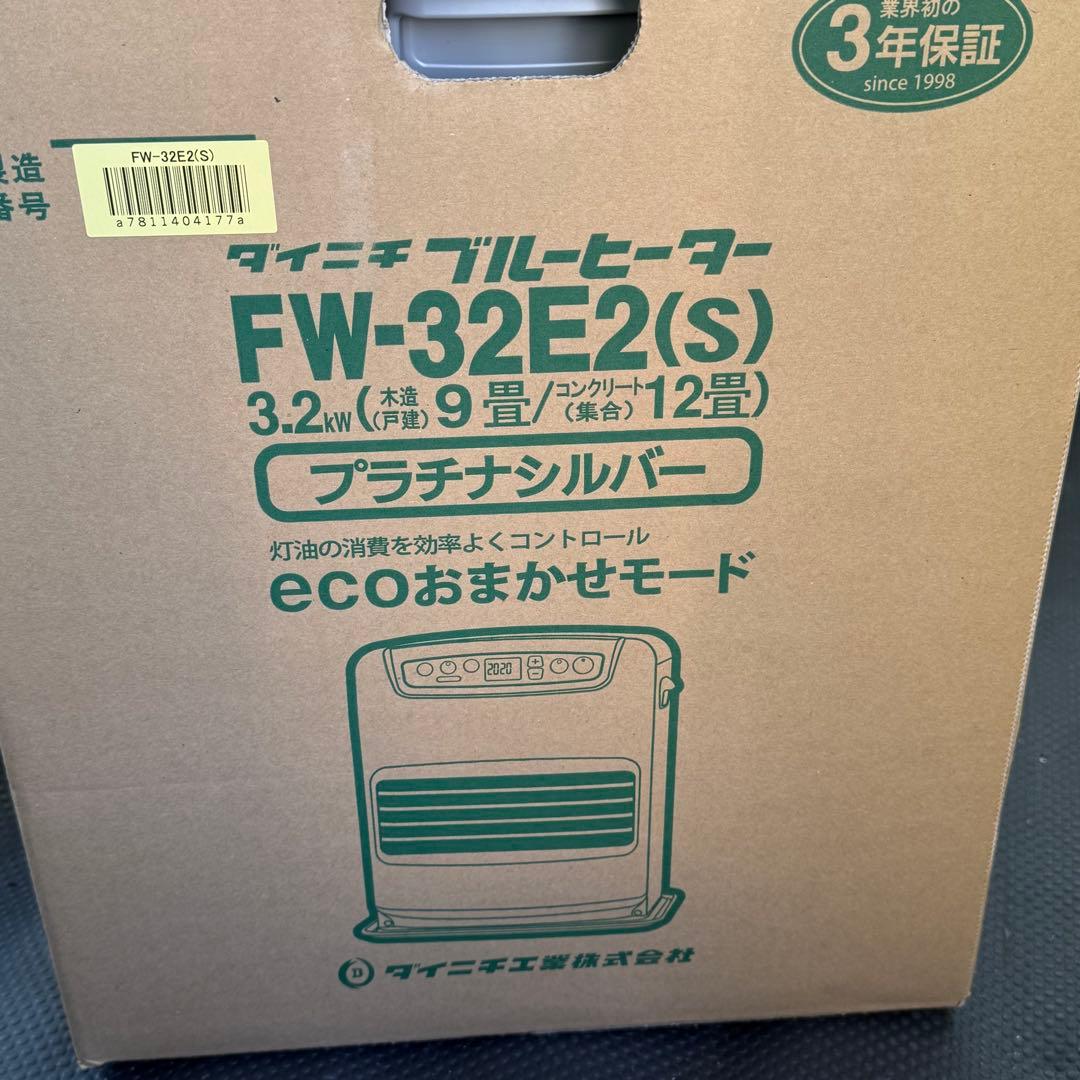 業界初の
3年保証
since 1998
造
番号
FW-32E2(S)
a7811404177a
ダイニチ ブルーヒーター
FW-32E2(S)
3.2kW(木造(戸建)9畳/コンクリート(集合)12畳)
プラチナシルバー
灯油の消費を効率よくコントロール
ecoおまかせモード
2020
+
-
D ダイニチ工業株式会社